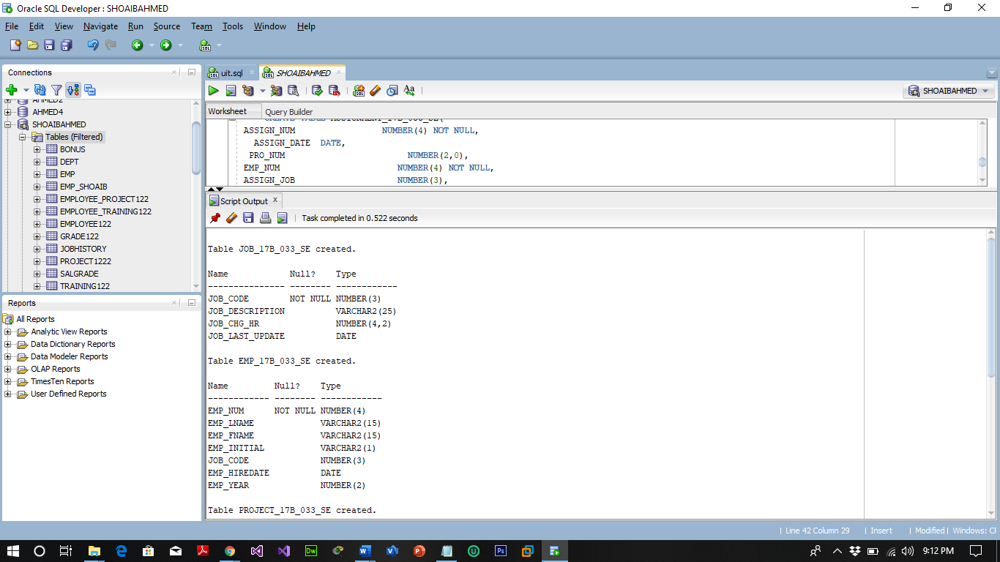 Oracle SQL Developer : SHOAIBAHMED
File Edit View Navigate Run Source Team Tools Window Help
Connections
AHMED2
AHMED4
SHOAIBAHMED
Tables (Filtered)
BONUS
DEPT
EMP
EMP_SHOAIB
EMPLOYEE_PROJECT122
EMPLOYEE_TRAINING122
EMPLOYEE122
GRADE122
JOBHISTORY
PROJECT1222
SALGRADE
TRAINING122
Reports
All Reports
Analytic View Reports
Data Dictionary Reports
Data Modeler Reports
OLAP Reports
TimesTen Reports
User Defined Reports
uit.sql SHOAIBAHMED
SHOAIBAHMED
Worksheet Query Builder
CREATE TABLE ASSIGNMENT_17B_033_SE(
ASSIGN_NUM NUMBER(4) NOT NULL,
ASSIGN_DATE DATE,
PRO_NUM NUMBER(2,0),
EMP_NUM NUMBER(4) NOT NULL,
ASSIGN_JOB NUMBER(3),
Script Output x
Task completed in 0.522 seconds
Table JOB_17B_033_SE created.
Name Null? Type
--------------- -------- ------------
JOB_CODE NOT NULL NUMBER(3)
JOB_DESCRIPTION VARCHAR2(25)
JOB_CHG_HR NUMBER(4,2)
JOB_LAST_UPDATE DATE
Table EMP_17B_033_SE created.
Name Null? Type
------------ -------- ------------
EMP_NUM NOT NULL NUMBER(4)
EMP_LNAME VARCHAR2(15)
EMP_FNAME VARCHAR2(15)
EMP_INITIAL VARCHAR2(1)
JOB_CODE NUMBER(3)
EMP_HIREDATE DATE
EMP_YEAR NUMBER(2)
Table PROJECT_17B_033_SE created.
| Line 42 Column 29 | Insert | Modified | Windows: CF
9:12 PM